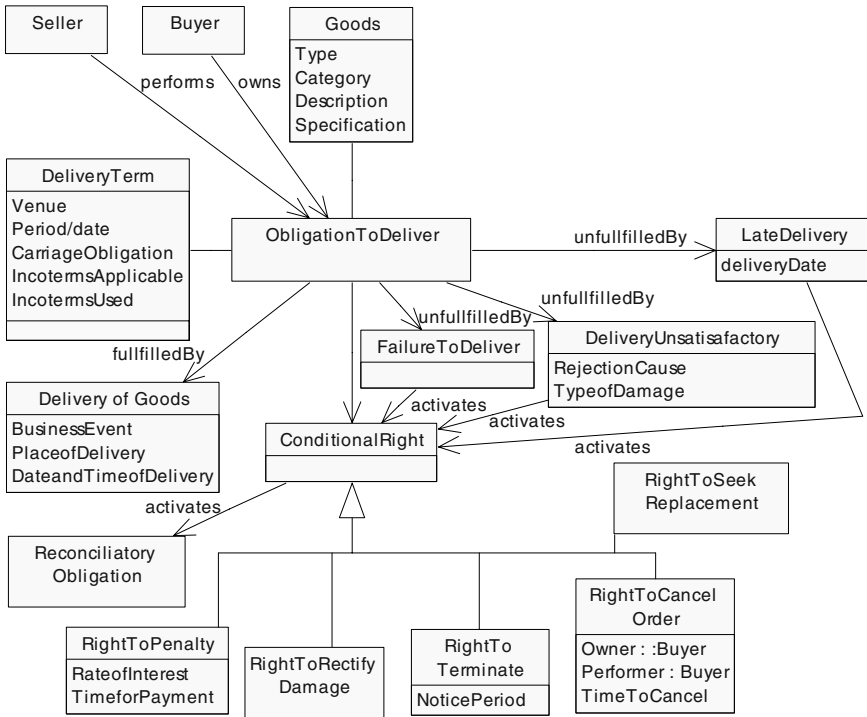 Seller
Buyer
Goods
Type
Category
Description
Specification
performs
owns
DeliveryTerm
Venue
Period/date
CarriageObligation
IncotermsApplicable
IncotermsUsed
ObligationToDeliver
unfullfilledBy
LateDelivery
deliveryDate
unfullfilledBy
unfullfilledBy
FailureToDeliver
DeliveryUnsatisafactory
RejectionCause
TypeofDamage
fullfilledBy
Delivery of Goods
BusinessEvent
PlaceofDelivery
DateandTimeofDelivery
activates
activates
activates
ConditionalRight
activates
RightToSeek
Replacement
Reconciliatory
Obligation
RightToPenalty
RateofInterest
TimeforPayment
RightToRectify
Damage
RightTo
Terminate
NoticePeriod
RightToCancel
Order
Owner : :Buyer
Performer : Buyer
TimeToCancel